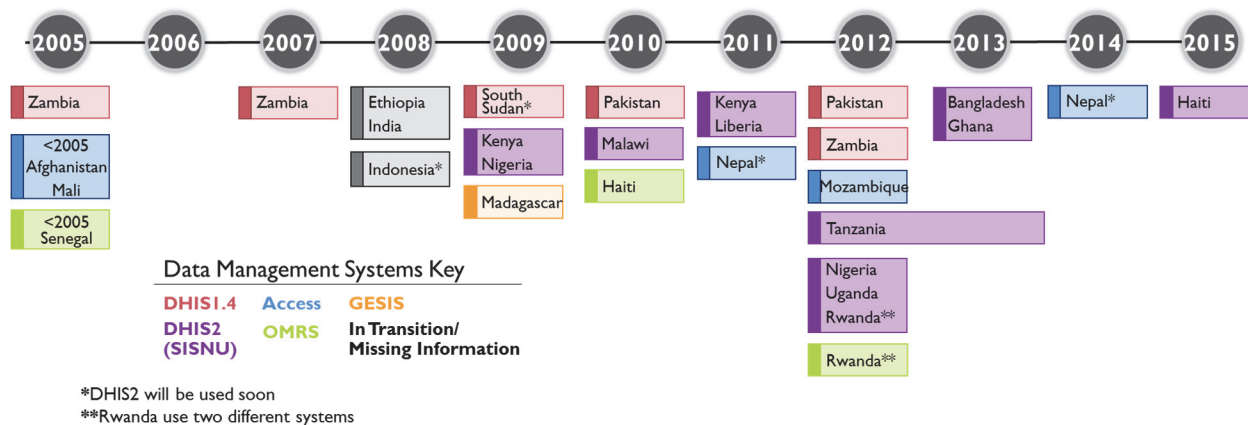 2005 2006 2007 2008 2009 2010 2011 2012 2013 2014 2015
Zambia
<2005
Afghanistan
Mali
<2005
Senegal
Zambia
Ethiopia
India
Indonesia*
South
Sudan*
Kenya
Nigeria
Madagascar
Pakistan
Malawi
Haiti
Kenya
Liberia
Nepal*
Pakistan
Zambia
Mozambique
Tanzania
Nigeria
Uganda
Rwanda**
Rwanda**
Bangladesh
Ghana
Nepal*
Haiti
Data Management Systems Key
DHIS1.4
Access
GESIS
DHIS2
(SISNU)
OMRS
In Transition/
Missing Information
*DHIS2 will be used soon
**Rwanda use two different systems